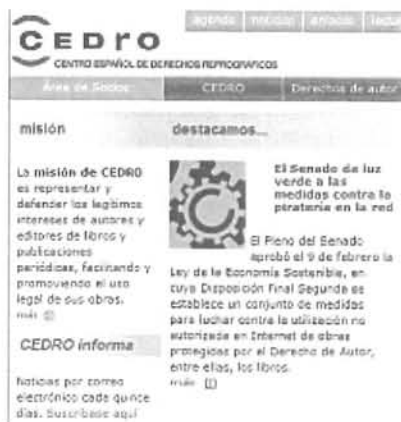 agenda noticias enlaces
CEDRO
CENTRO ESPAÑOL DE DERECHOS REPROGRÁFICOS
Área de Socios CEDRO Derechos de autor
misión
La misión de CEDRO
es representar y
defender los legítimos
intereses de autores y
editores de libros y
publicaciones
periódicas, facilitando y
promoviendo el uso
legal de sus obras.
más
CEDRO informa
Noticias por correo
electrónico cada quince
días. Suscríbase aquí
destacamos...
El Senado da luz
verde a las
medidas contra la
piratería en la red
El Pleno del Senado
aprobó el 9 de febrero la
Ley de la Economía Sostenible, en
cuya Disposición Final Segunda se
establece un conjunto de medidas
para luchar contra la utilización no
autorizada en Internet de obras
protegidas por el Derecho de Autor,
entre ellas, los libros.
más